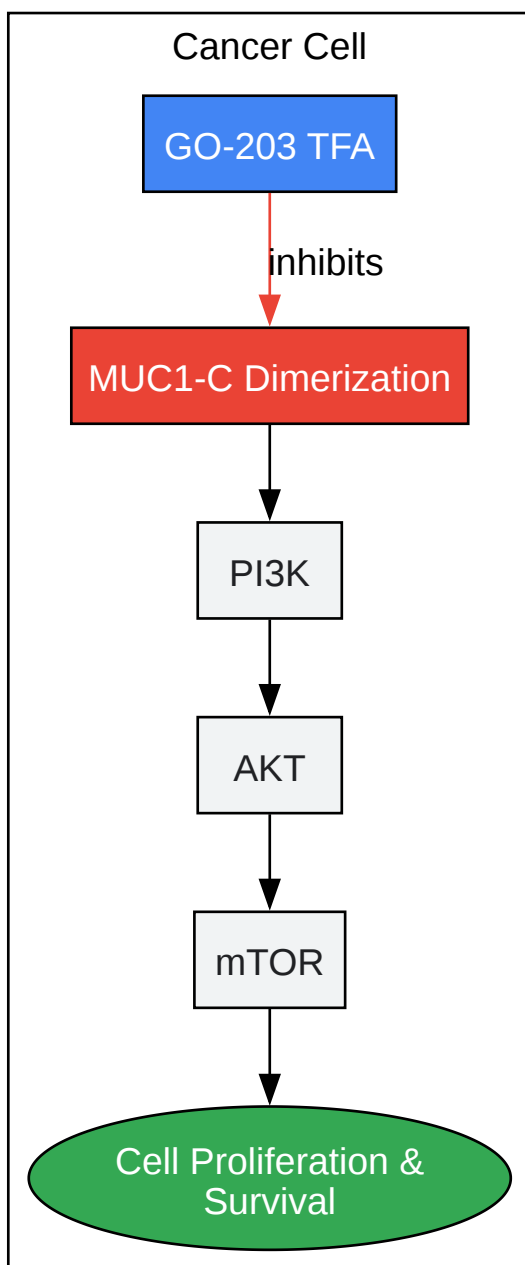 Cancer Cell
GO-203 TFA
inhibits
MUC1-C Dimerization
PI3K
AKT
mTOR
Cell Proliferation &
Survival